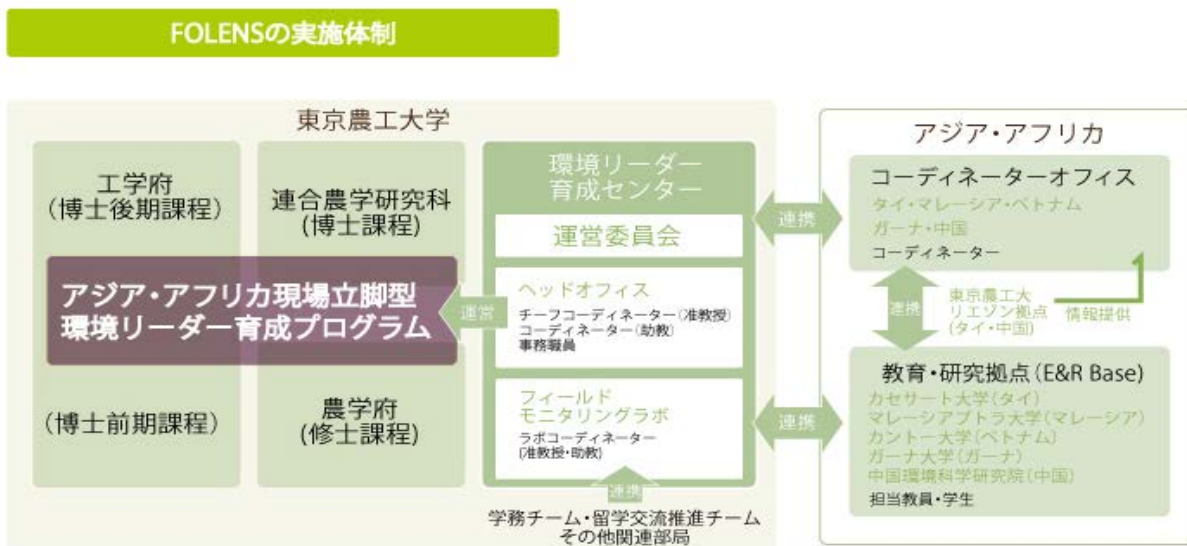 FOLENSの実施体制
東京農工大学
工学府
(博士後期課程)
連合農学研究科
(博士課程)
アジア・アフリカ現場立脚型
環境リーダー育成プログラム
(博士前期課程)
農学府
(修士課程)
環境リーダー
育成センター
運営委員会
ヘッドオフィス
チーフコーディネーター(准教授)
コーディネーター(助教)
事務職員
運営
フィールド
モニタリングラボ
ラボコーディネーター
(准教授・助教)
連携
学務チーム・留学交流推進チーム
その他関連部局
連携
連携
アジア・アフリカ
コーディネーターオフィス
タイ・マレーシア・ベトナム
ガーナ・中国
コーディネーター
連携
東京農工大
リエゾン拠点
(タイ・中国)
情報提供
教育・研究拠点(E&R Base)
カセサート大学(タイ)
マレーシアプトラ大学(マレーシア)
カントー大学(ベトナム)
ガーナ大学(ガーナ)
中国環境科学研究院(中国)
担当教員・学生